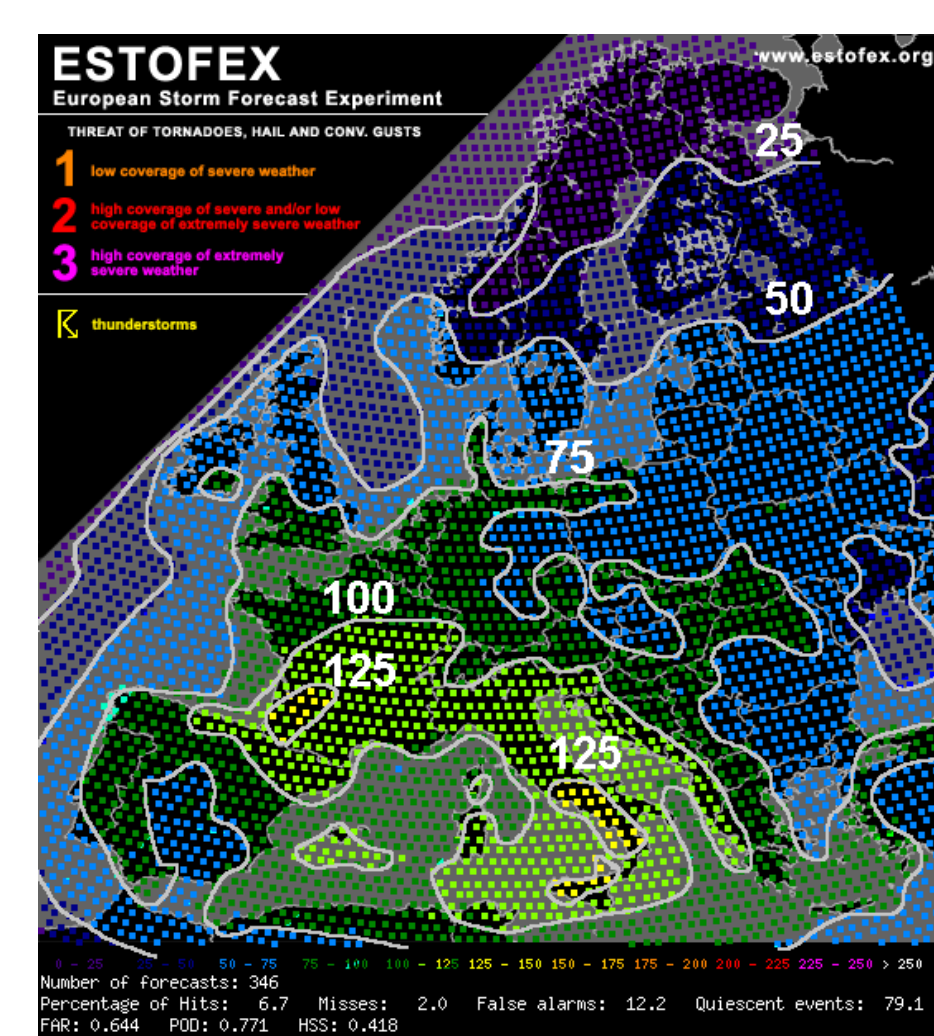 ESTOFEX
www.estofex.org
European Storm Forecast Experiment
THREAT OF TORNADOES, HAIL AND CONV. GUSTS
1 low coverage of severe weather
2 high coverage of severe and/or low
coverage of extremely severe weather
3 high coverage of extremely
severe weather
thunderstorms
25
50
75
100
125
125
0 - 25 25 - 50 50 - 75 75 - 100 100 - 125 125 - 150 150 - 175 175 - 200 200 - 225 225 - 250 > 250
Number of forecasts: 346
Percentage of Hits: 6.7 Misses: 2.0 False alarms: 12.2 Quiescent events: 79.1
FAR: 0.644 POD: 0.771 HSS: 0.418